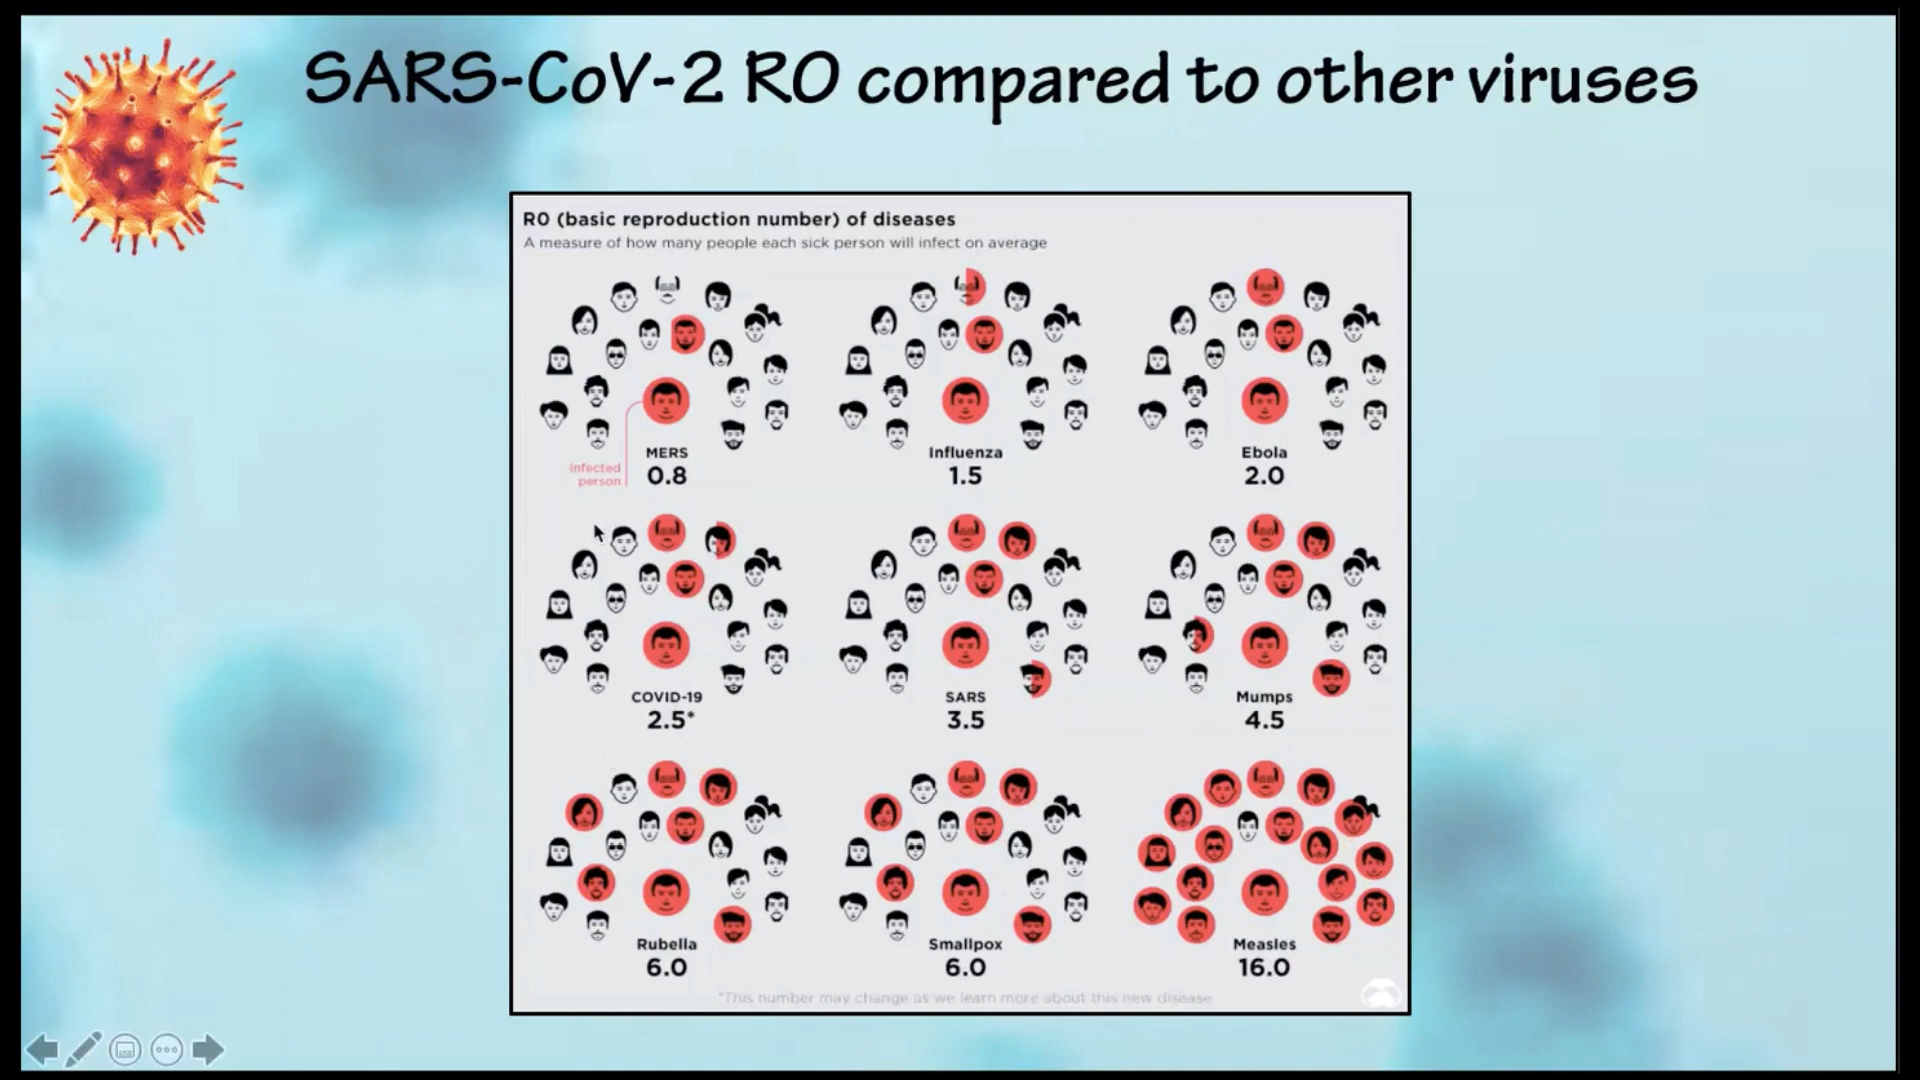 SARS-CoV-2 RO compared to other viruses
R0 (basic reproduction number) of diseases
A measure of how many people each sick person will infect on average
infected
person
MERS
0.8
Influenza
1.5
Ebola
2.0
COVID-19
2.5*
SARS
3.5
Mumps
4.5
Rubella
6.0
Smallpox
6.0
Measles
16.0
*This number may change as we learn more about this new disease